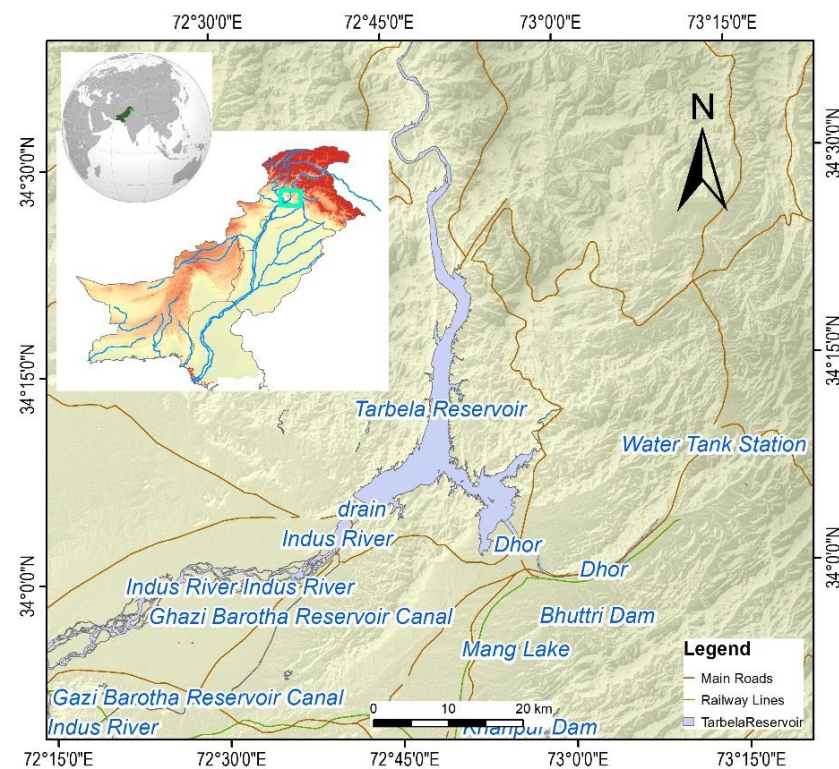 72°30'0"E 72°45'0"E 73°0'0"E 73°15'0"E
N
34°30'0"N
34°30'0"N
34°15'0"N
34°15'0"N
Tarbela Reservoir
Water Tank Station
drain
Indus River
Dhor
34°0'0"N
Dhor
34°0'0"N
Indus River Indus River
Ghazi Barotha Reservoir Canal
Bhuttri Dam
Mang Lake
Legend
Main Roads
Railway Lines
TarbelaReservoir
Gazi Barotha Reservoir Canal
Indus River
0 10 20 km
Khanpur Dam
72°15'0"E 72°30'0"E 72°45'0"E 73°0'0"E 73°15'0"E